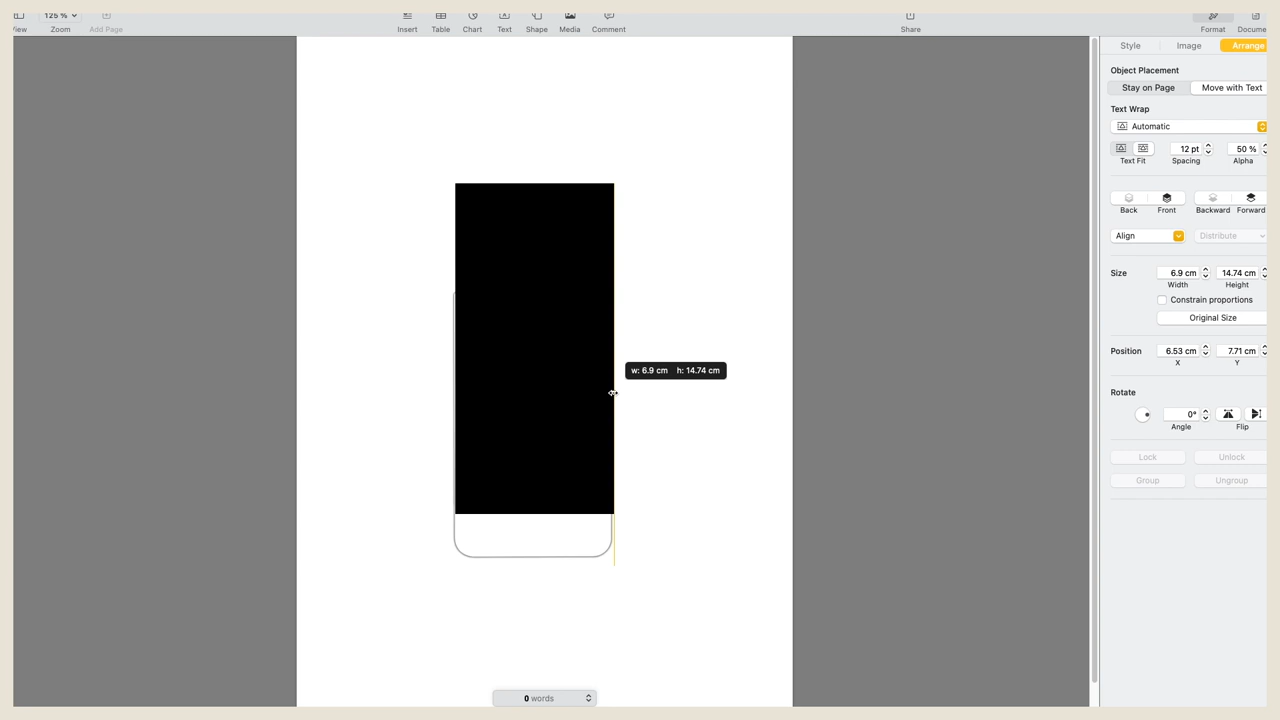 125 %
View Zoom Add Page Insert Table Chart Text Shape Media Comment Share Format Docume
Style Image Arrange
Object Placement
Stay on Page Move with Text
Text Wrap
Automatic
12 pt 50 %
Text Fit Spacing Alpha
Back Front Backward Forward
Align Distribute
Size 6.9 cm 14.74 cm
Width Height
Constrain proportions
Original Size
Position 6.53 cm 7.71 cm
X Y
w: 6.9 cm h: 14.74 cm
Rotate
0°
Angle Flip
Lock Unlock
Group Ungroup
0 words